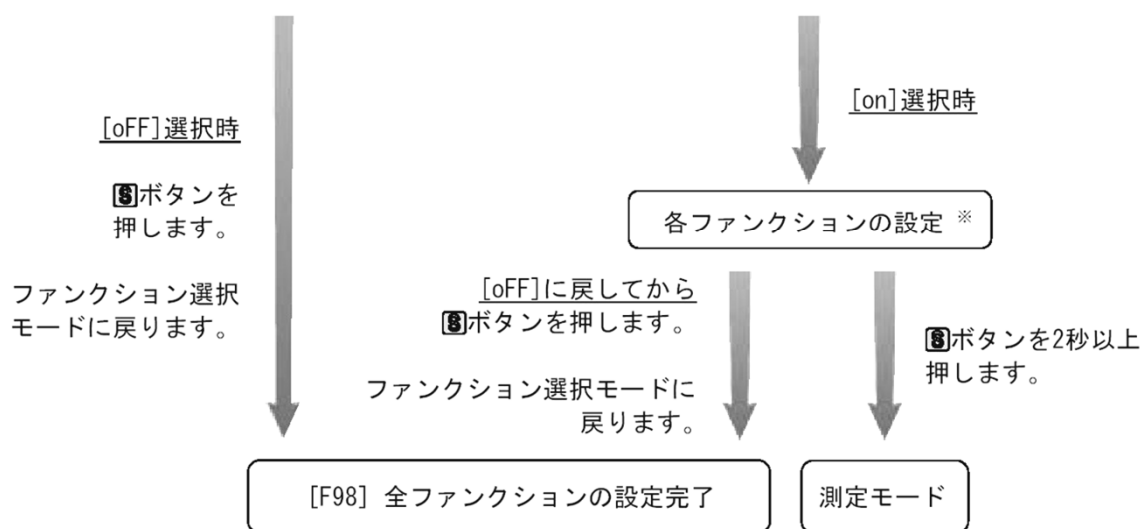 [oFF]選択時
🅂ボタンを
押します。
ファンクション選択
モードに戻ります。
[on]選択時
各ファンクションの設定 ※
[oFF]に戻してから
🅂ボタンを押します。
ファンクション選択モードに
戻ります。
🅂ボタンを2秒以上
押します。
[F98] 全ファンクションの設定完了
測定モード